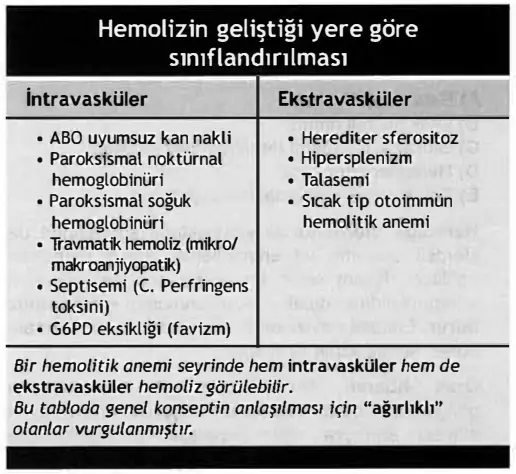 Hemolizin geliştiği yere göre
sınıflandırılması
İntravasküler
• ABO uyumsuz kan nakli
• Paroksismal noktürnal
hemoglobinüri
• Paroksismal soğuk
hemoglobinüri
• Travmatik hemoliz (mikro/
makroanjiyopatik)
• Septisemi (C. Perfringens
toksini)
• G6PD eksikliği (favizm)
Ekstravasküler
• Herediter sferositoz
• Hipersplenizm
• Talasemi
• Sıcak tip otoimmün
hemolitik anemi
Bir hemolitik anemi seyrinde hem intravasküler hem de
ekstravasküler hemoliz görülebilir.
Bu tabloda genel konseptin anlaşılması için “ağırlıklı”
olanlar vurgulanmıştır.